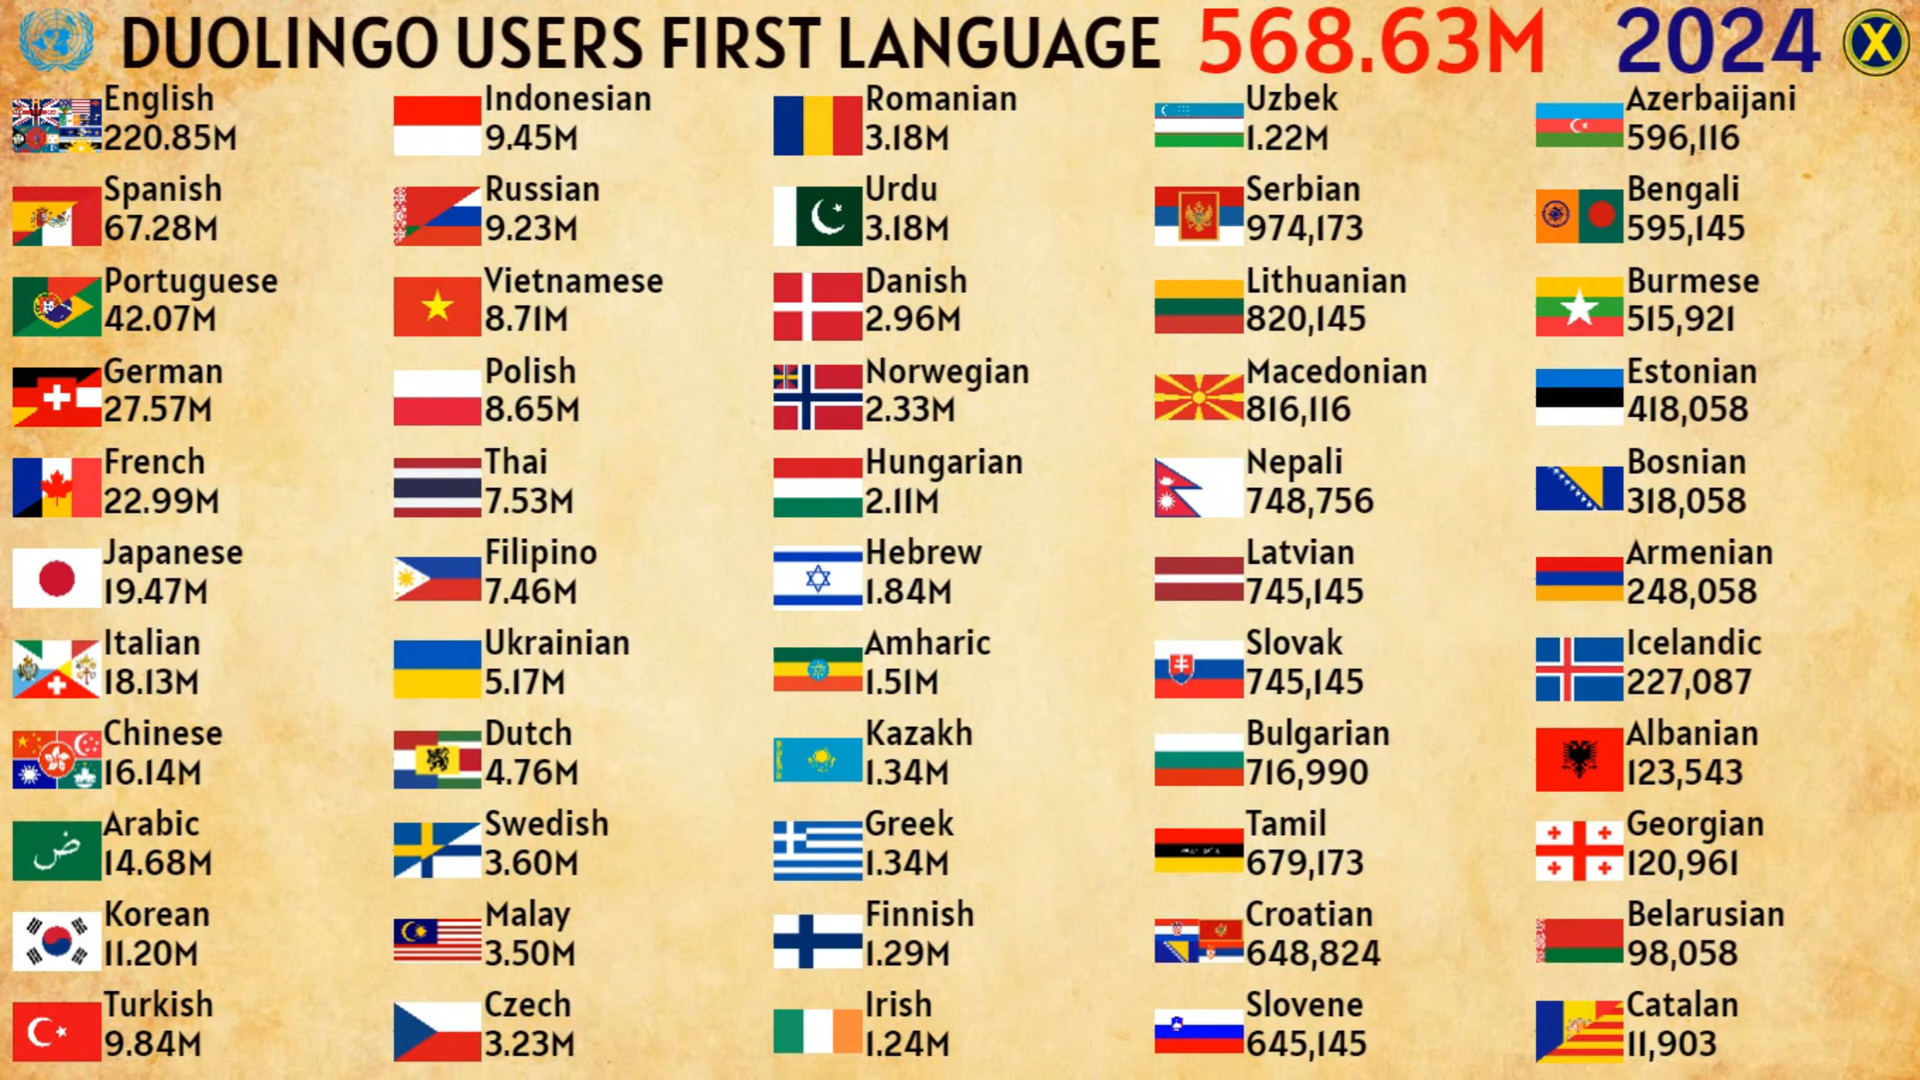 DUOLINGO USERS FIRST LANGUAGE 568.63M 2024 X
English
220.85M
Spanish
67.28M
Portuguese
42.07M
German
27.57M
French
22.99M
Japanese
19.47M
Italian
18.13M
Chinese
16.14M
Arabic
14.68M
ض
Korean
11.20M
Turkish
9.84M
Indonesian
9.45M
Russian
9.23M
Vietnamese
8.71M
Polish
8.65M
Thai
7.53M
Filipino
7.46M
Ukrainian
5.17M
Dutch
4.76M
Swedish
3.60M
Malay
3.50M
Czech
3.23M
Romanian
3.18M
Urdu
3.18M
Danish
2.96M
Norwegian
2.33M
Hungarian
2.11M
Hebrew
1.84M
Amharic
1.51M
Kazakh
1.34M
Greek
1.34M
Finnish
1.29M
Irish
1.24M
Uzbek
1.22M
Serbian
974,173
Lithuanian
820,145
Macedonian
816,116
Nepali
748,756
Latvian
745,145
Slovak
745,145
Bulgarian
716,990
Tamil
679,173
Croatian
648,824
Slovene
645,145
Azerbaijani
596,116
Bengali
595,145
Burmese
515,921
Estonian
418,058
Bosnian
318,058
Armenian
248,058
Icelandic
227,087
Albanian
123,543
Georgian
120,961
Belarusian
98,058
Catalan
11,903